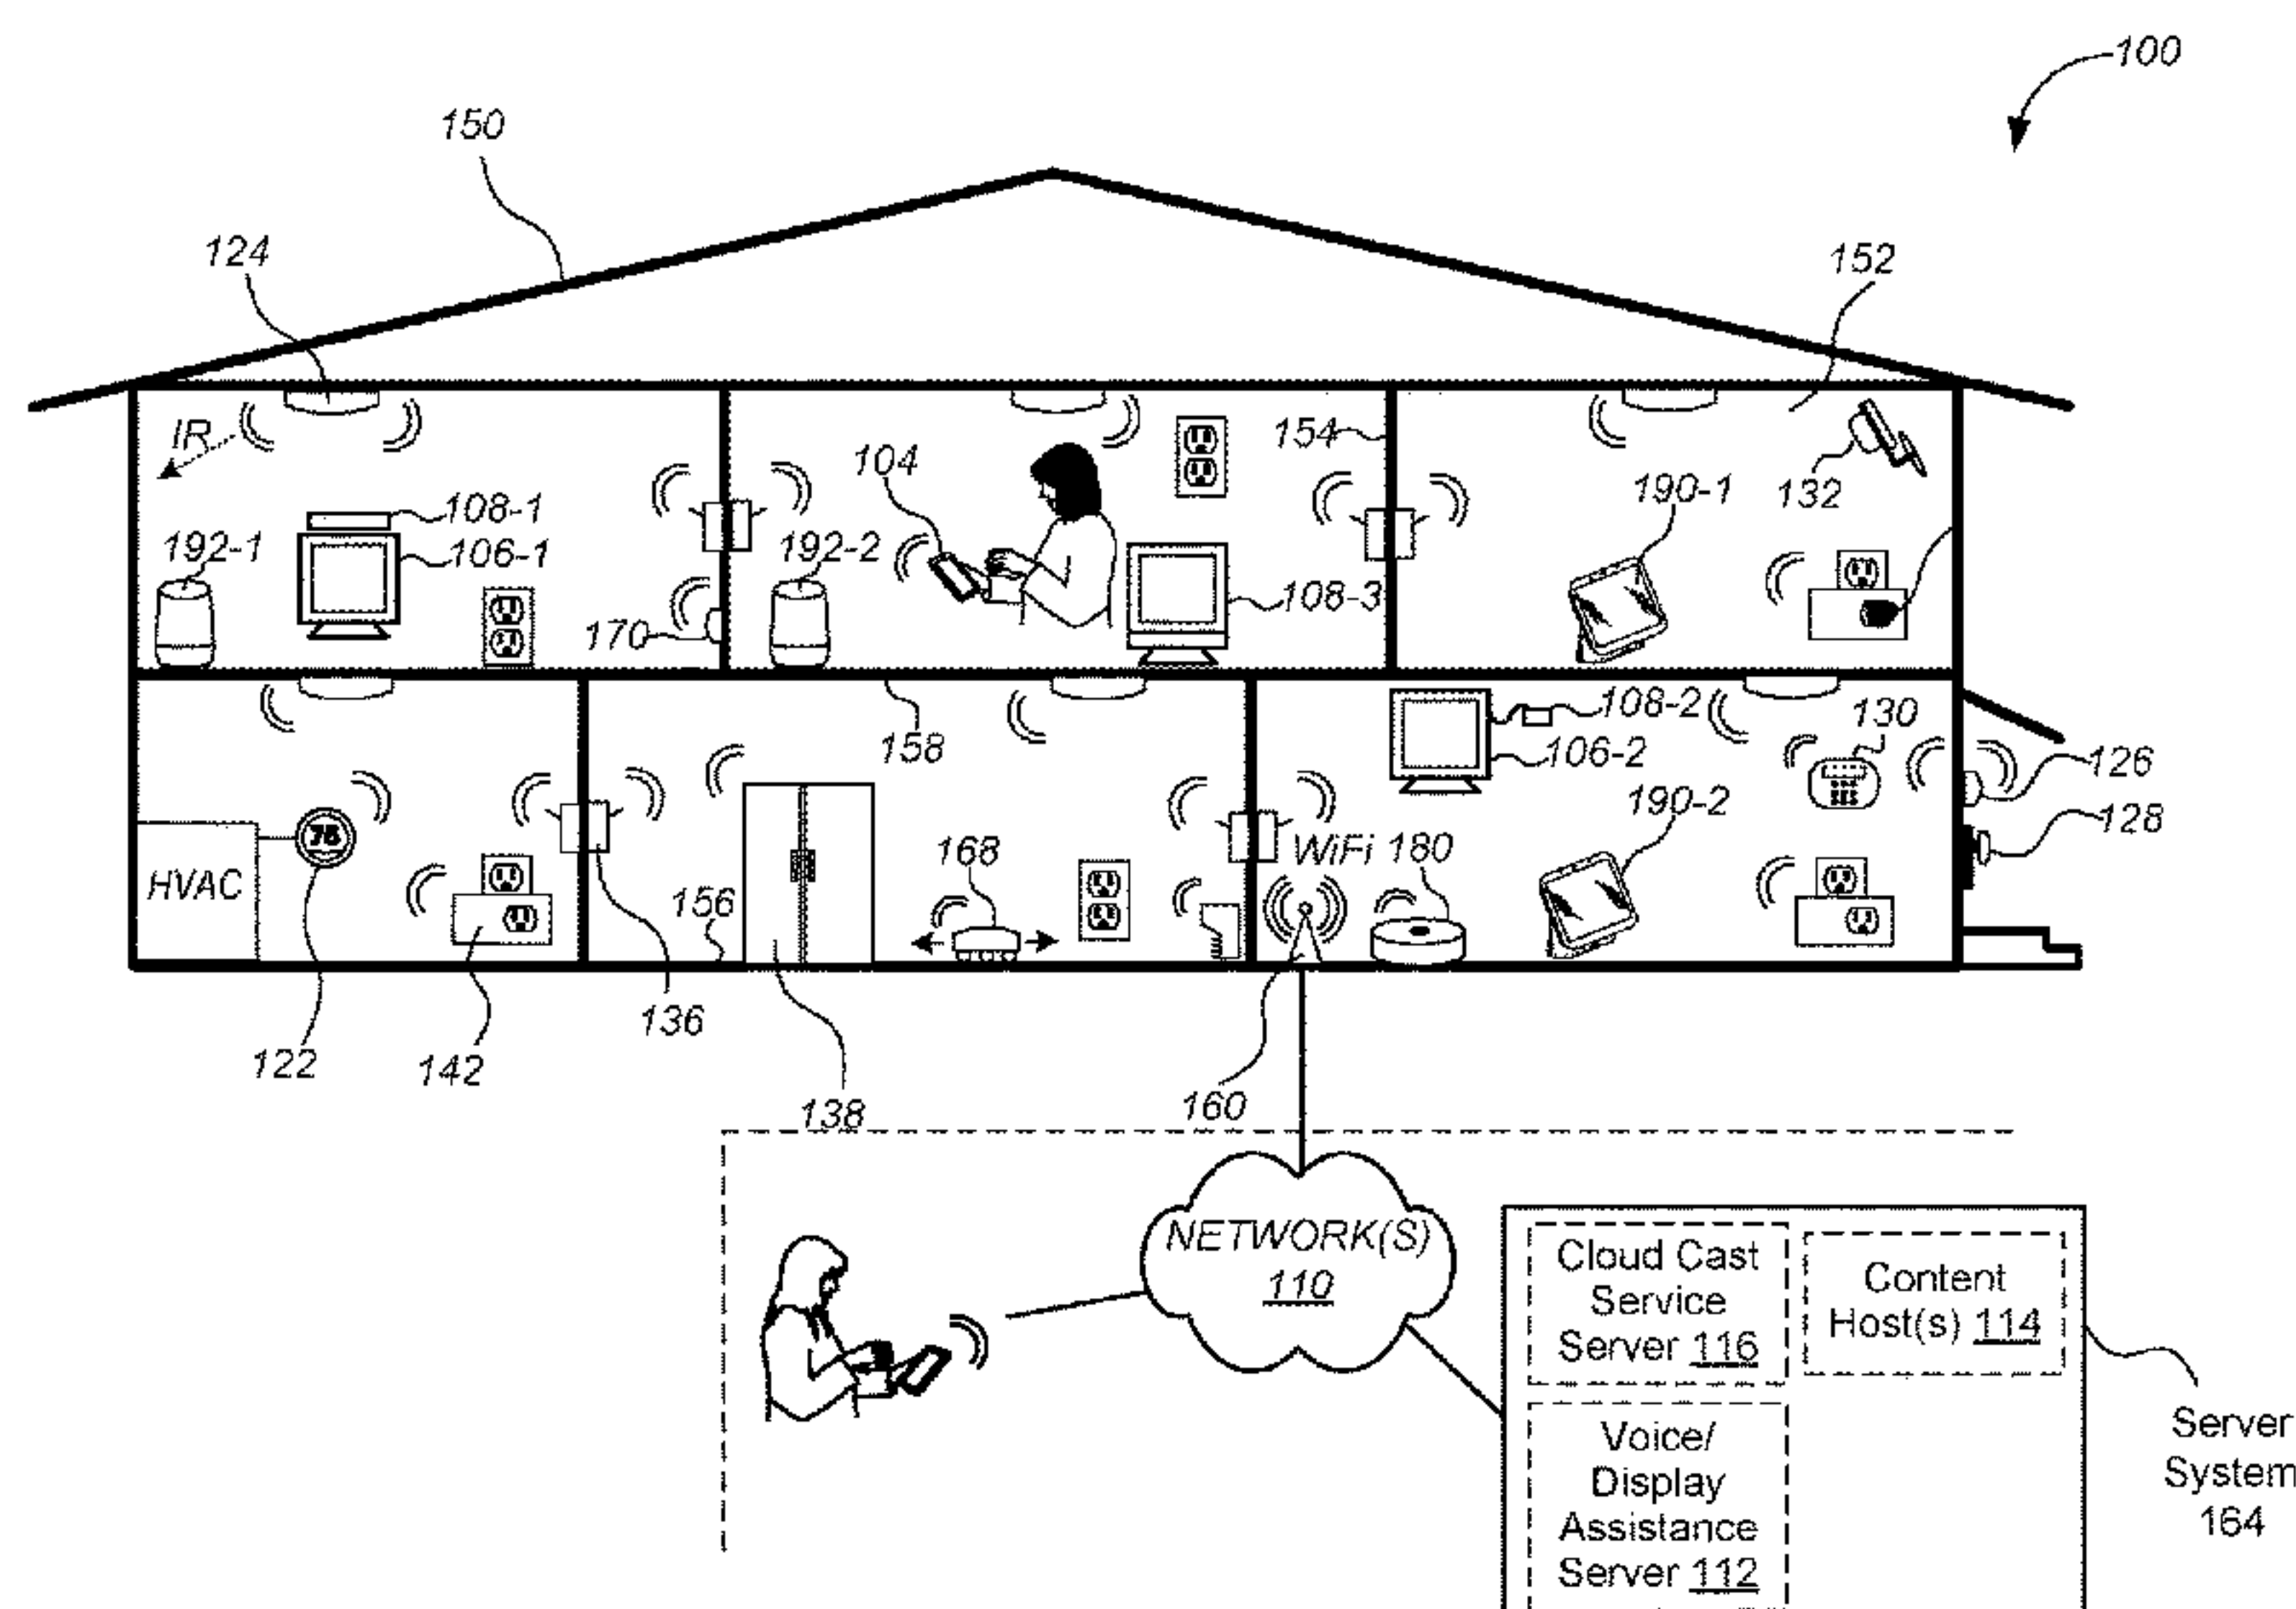 100
150
124
152
IR
104
154
132
190-1
108-1
192-1
106-1
192-2
108-3
170
158
108-2
106-2
130
126
128
190-2
HVAC
168
156
WiFi
180
122
142
136
138
160
NETWORK(S)
110
Cloud Cast
Service
Server 116
Content
Host(s) 114
Voice/
Display
Assistance
Server 112
Server
System
164